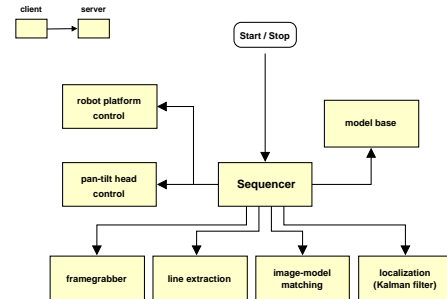 client server
Start / Stop
robot platform
control
model base
pan-tilt head
control
Sequencer
framegrabber
line extraction
image-model
matching
localization
(Kalman filter)